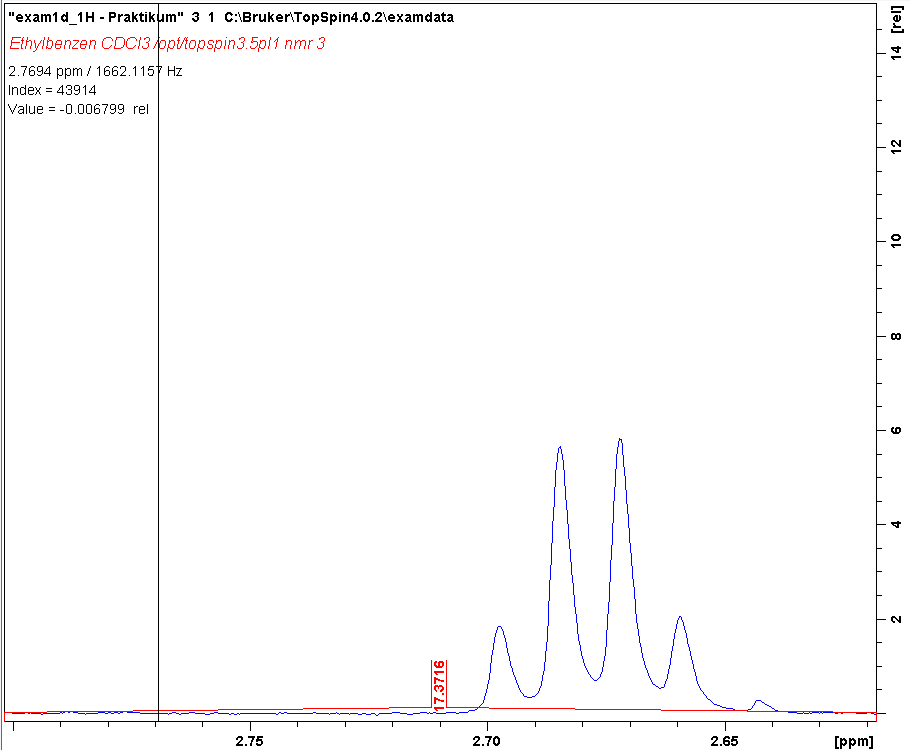 "exam1d_1H - Praktikum" 3 1 C:\Bruker\TopSpin4.0.2\examdata
Ethylbenzen CDCl3 /opt/topspin3.5pl1 nmr 3
2.7694 ppm / 1662.1157 Hz
Index = 43914
Value = -0.006799 rel
[rel]
14
12
10
8
6
4
2
17.3716
2.75
2.70
2.65
[ppm]